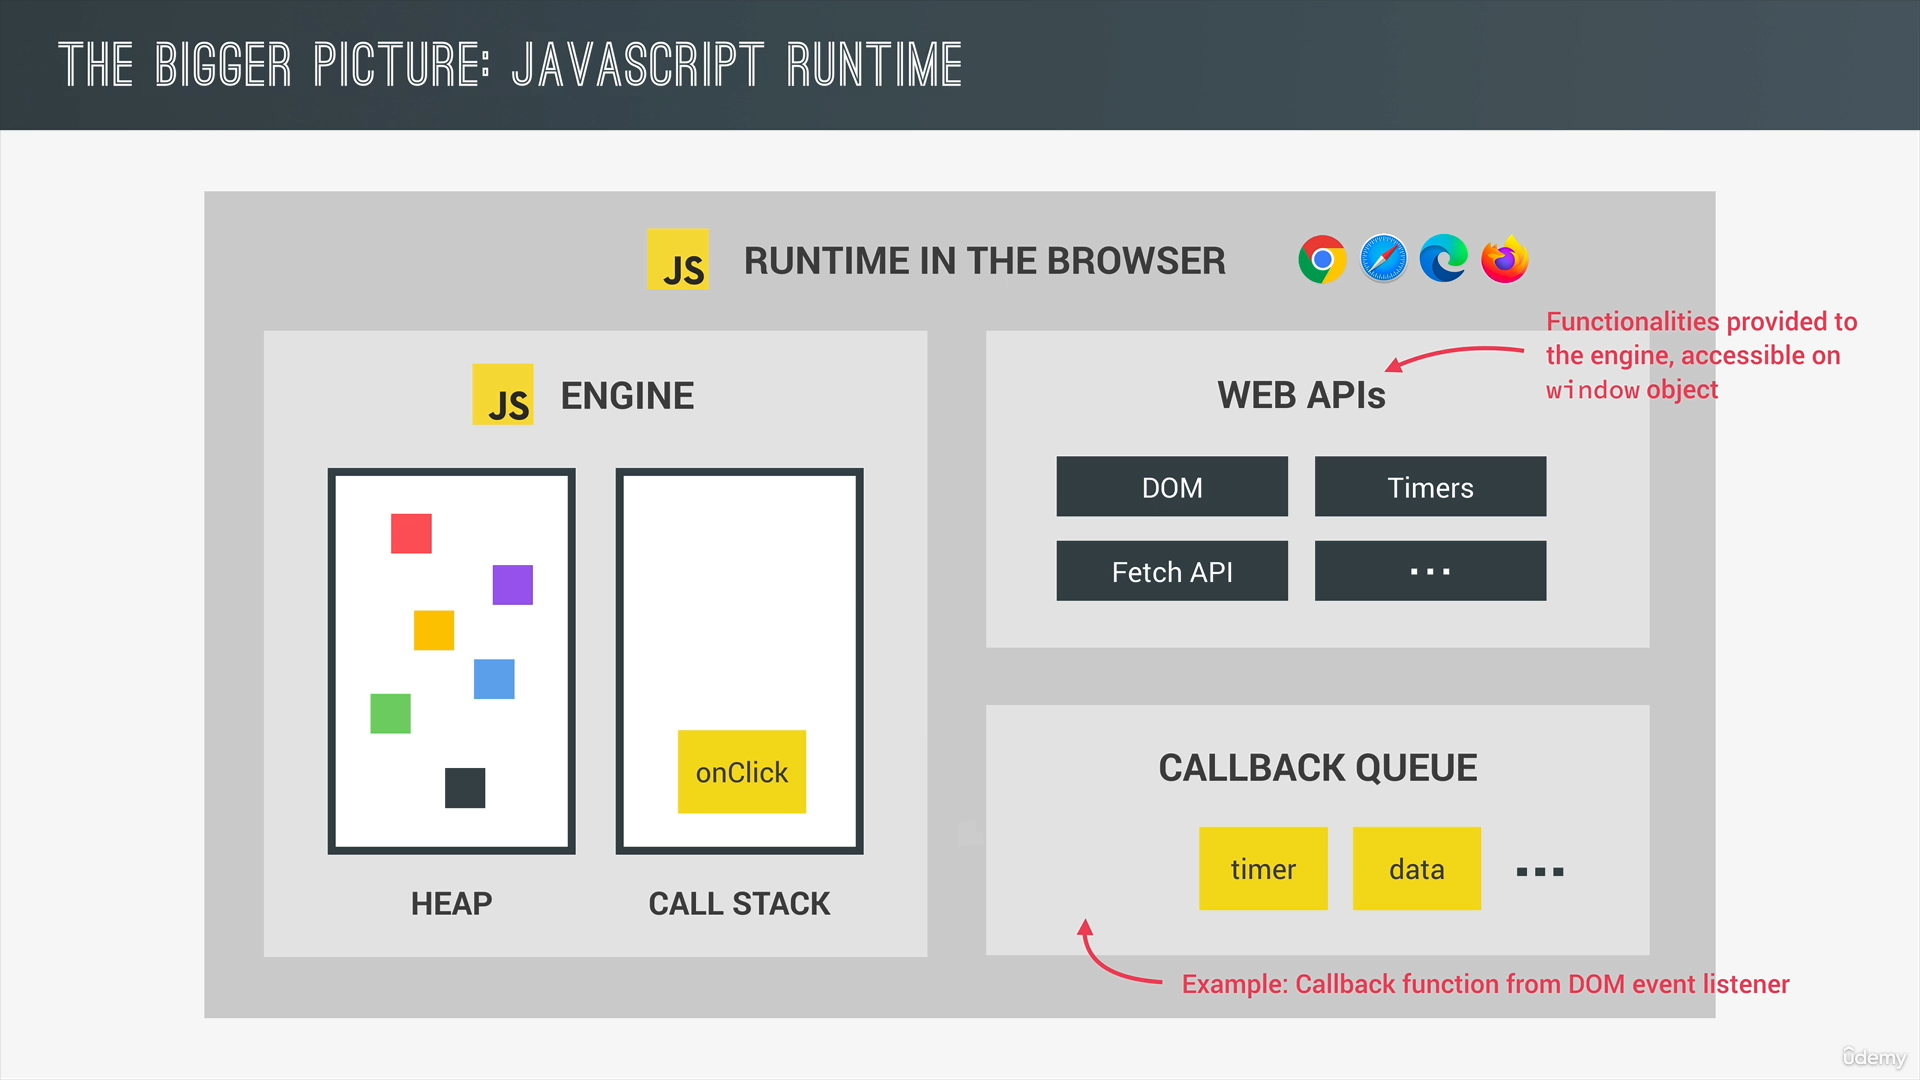 THE BIGGER PICTURE: JAVASCRIPT RUNTIME
JS RUNTIME IN THE BROWSER
Functionalities provided to
the engine, accessible on
window object
JS ENGINE
WEB APIs
DOM
Timers
Fetch API
...
onClick
HEAP
CALL STACK
CALLBACK QUEUE
timer
data
...
Example: Callback function from DOM event listener
ûdemy